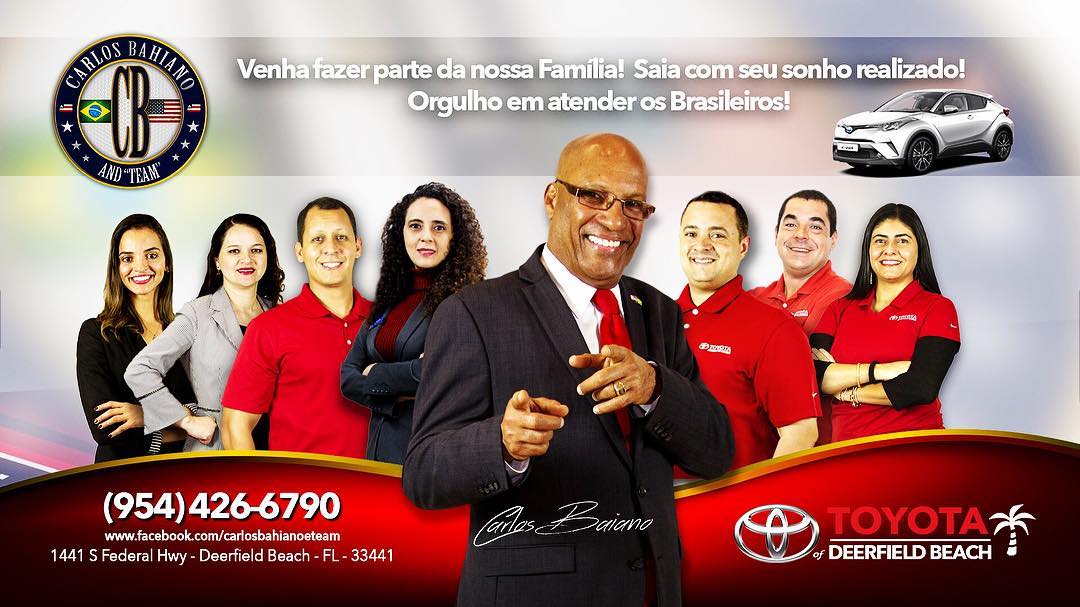 CARLOS BAHIANO
CB
AND "TEAM"
Venha fazer parte da nossa Família! Saia com seu sonho realizado!
Orgulho em atender os Brasileiros!
TOYOTA
TOYOTA
(954) 426-6790
www.facebook.com/carlosbahianoeteam
1441 S Federal Hwy - Deerfield Beach - FL - 33441
Carlos Baiano
TOYOTA
of DEERFIELD BEACH